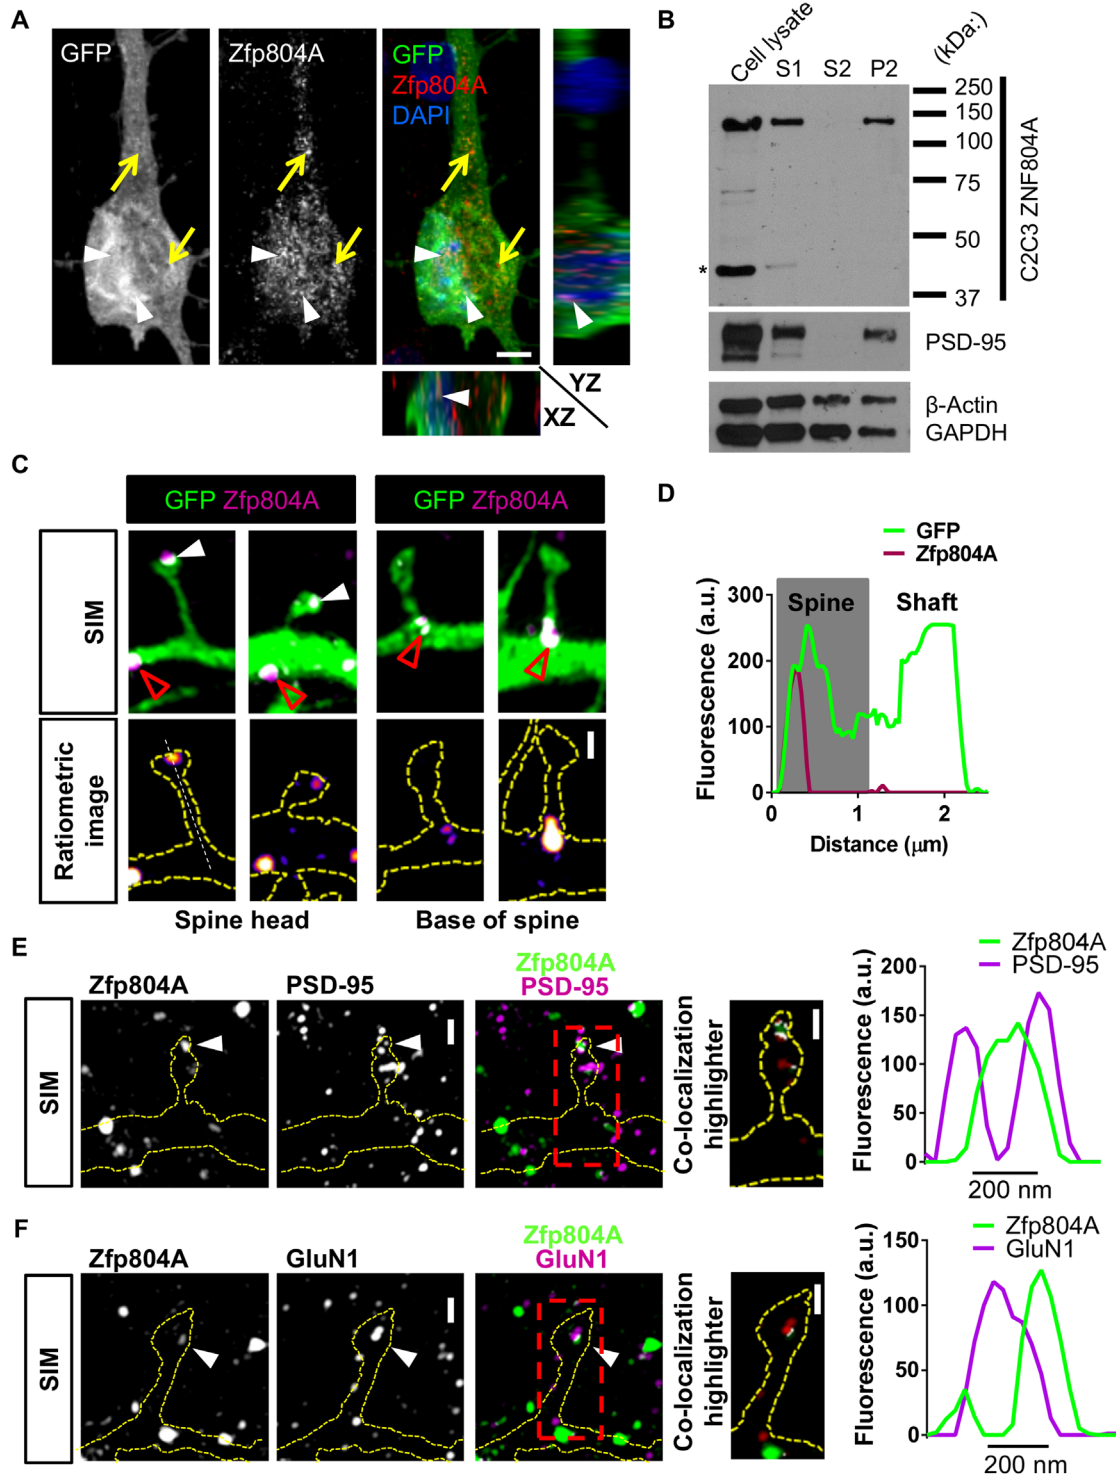 A
GFP
Zfp804A
GFP
Zfp804A
DAPI
YZ
XZ
B
Cell lysate
S1
S2
P2
(kDa:)
250
150
100
75
50
37
*
C2C3 ZNF804A
PSD-95
β-Actin
GAPDH
C
GFP Zfp804A
GFP Zfp804A
SIM
Ratiometric
image
Spine head
Base of spine
D
GFP
Zfp804A
Fluorescence (a.u.)
300
200
100
0
Spine
Shaft
0
1
2
Distance (μm)
E
Zfp804A
PSD-95
Zfp804A
PSD-95
SIM
Co-localization
highlighter
Zfp804A
PSD-95
Fluorescence (a.u.)
200
150
100
50
0
200 nm
F
Zfp804A
GluN1
Zfp804A
GluN1
SIM
Co-localization
highlighter
Zfp804A
GluN1
Fluorescence (a.u.)
150
100
50
0
200 nm